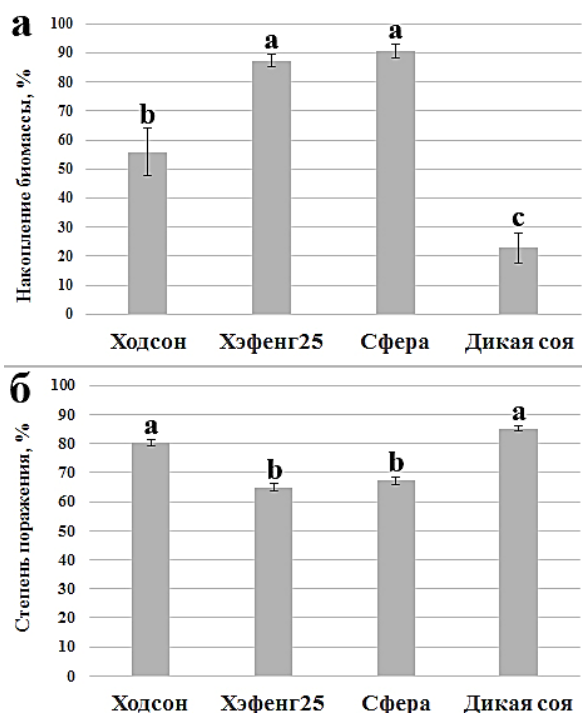 а
Накопление биомассы, %
100
90
80
70
60
50
40
30
20
10
0
b
a
a
c
Ходсон Хэфенг25 Сфера Дикая соя
б
Степень поражения, %
100
90
80
70
60
50
40
30
20
10
0
a
b
b
a
Ходсон Хэфенг25 Сфера Дикая соя